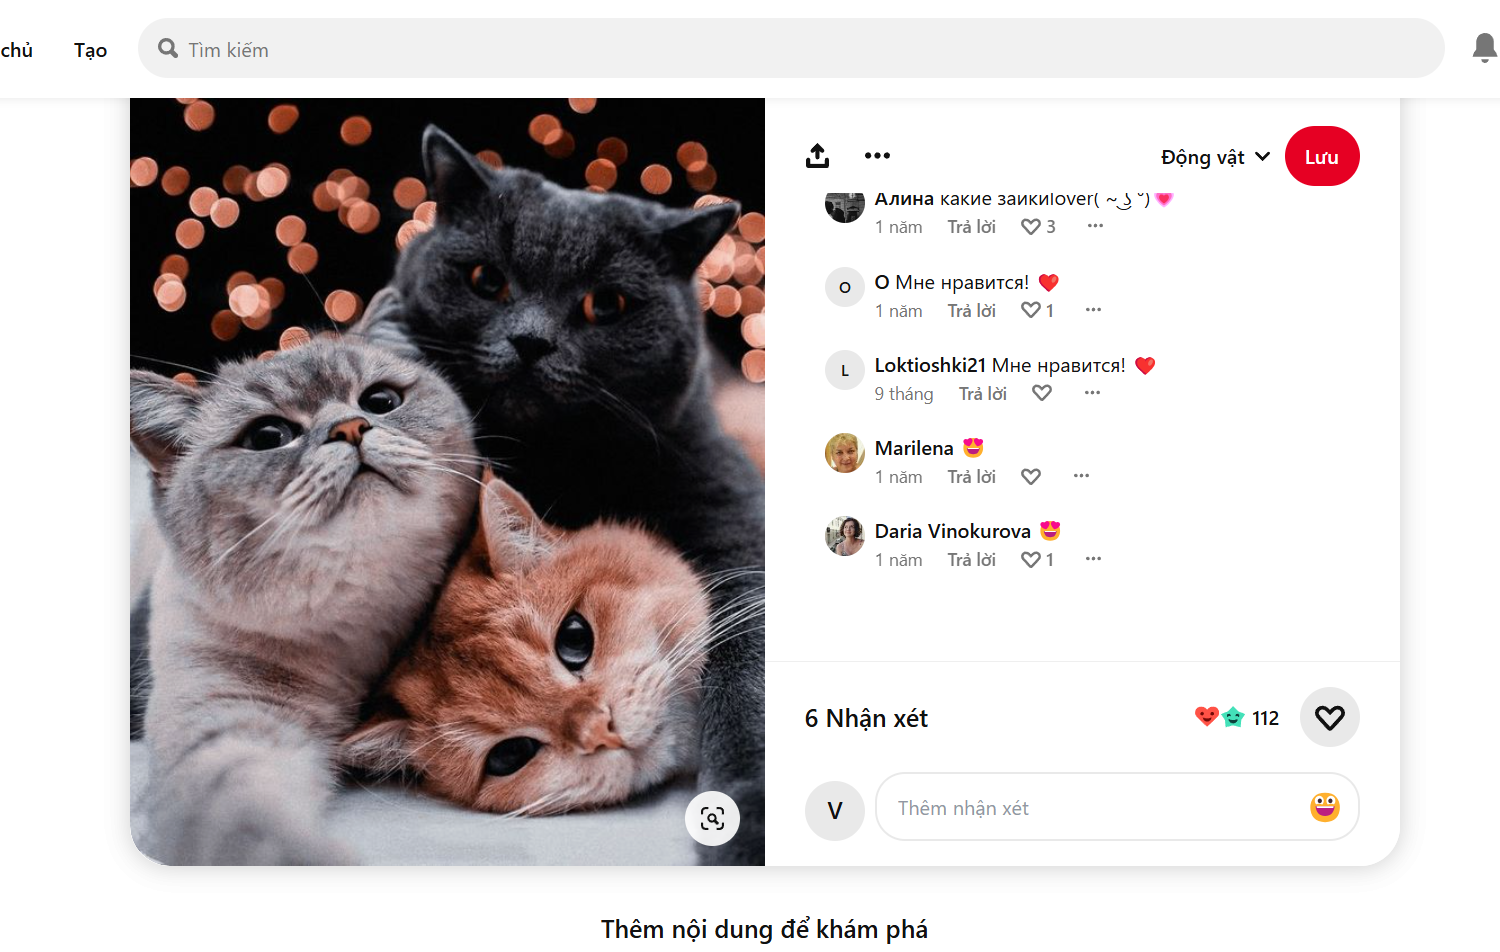 chủ
Tạo
Tìm kiếm
Động vật
Lưu
Алина какие заикиlover( ~ ͜ʖ ˘)💗
1 năm Trả lời 3 •••
O
O Мне нравится! ❤️
1 năm Trả lời 1 •••
L
Loktioshki21 Мне нравится! ❤️
9 tháng Trả lời •••
Marilena 😍
1 năm Trả lời •••
Daria Vinokurova 😍
1 năm Trả lời 1 •••
6 Nhận xét
112
V
Thêm nhận xét
Thêm nội dung để khám phá